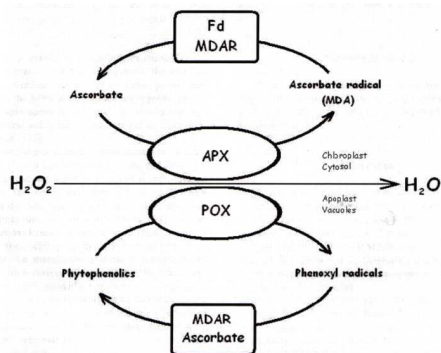 Fd
MDAR
Ascorbate
Ascorbate radical
(MDA)
APX
Chloroplast
Cytosol
H₂O₂
H₂O
POX
Apoplast
Vacuoles
Phytophenolics
Phenoxyl radicals
MDAR
Ascorbate